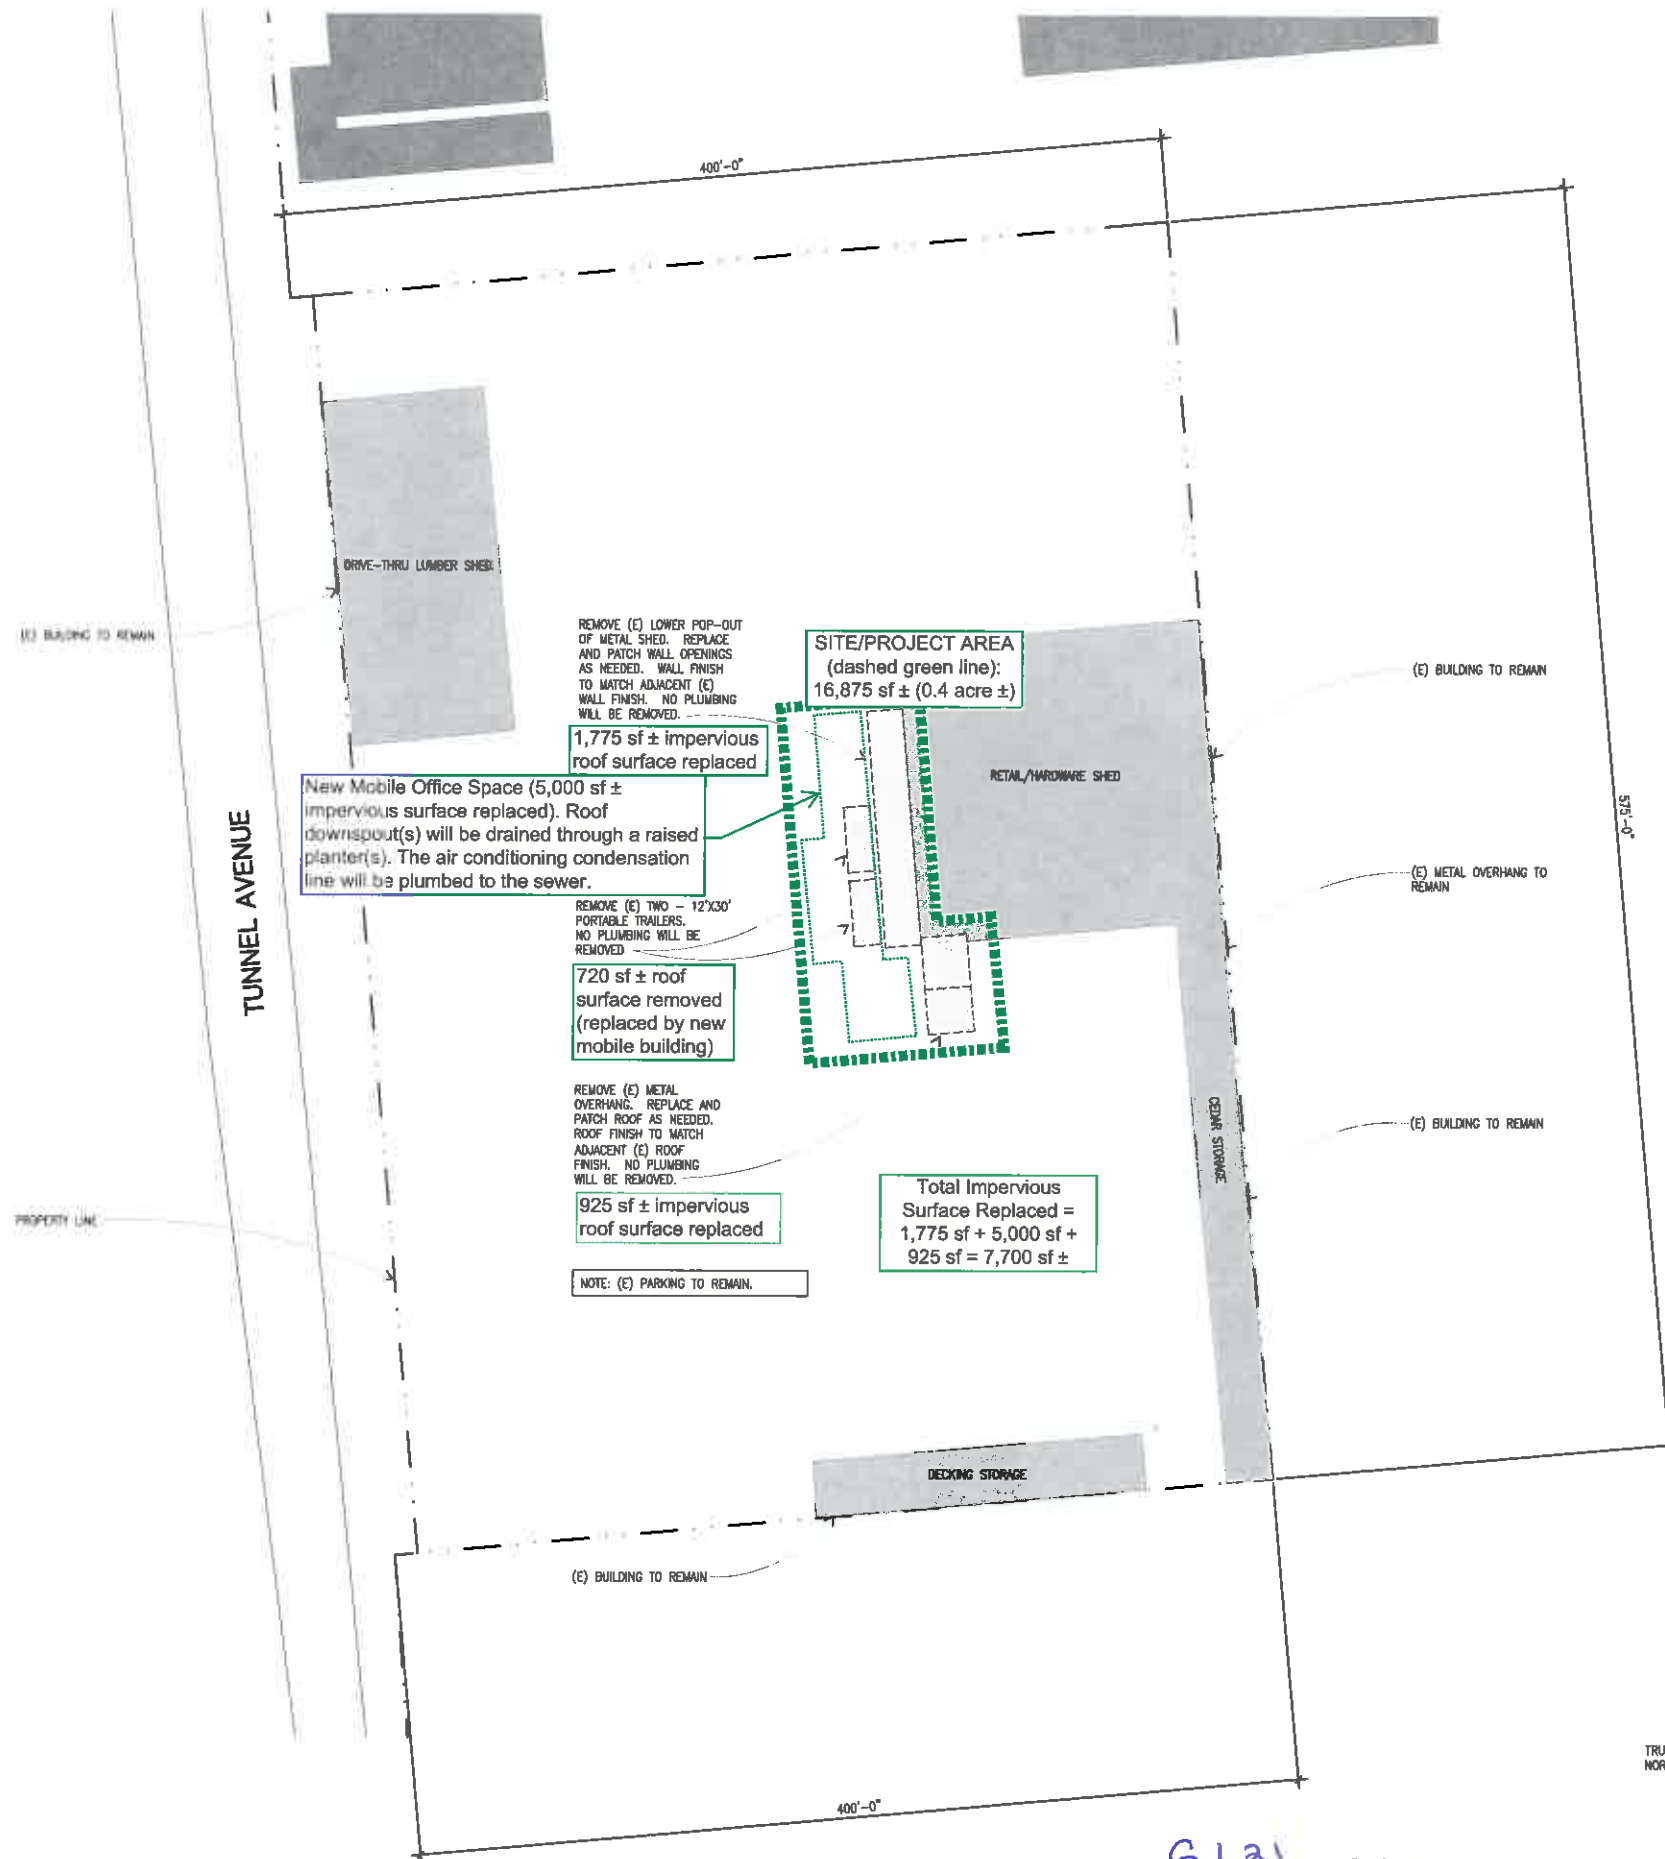 400'-0"
DRIVE-THRU LUMBER SHED
(E) BUILDING TO REMAIN
REMOVE (E) LOWER POP-OUT
OF METAL SHED. REPLACE
AND PATCH WALL OPENINGS
AS NEEDED. WALL FINISH
TO MATCH ADJACENT (E)
WALL FINISH. NO PLUMBING
WILL BE REMOVED.
SITE/PROJECT AREA
(dashed green line):
16,875 sf ± (0.4 acre ±)
(E) BUILDING TO REMAIN
1,775 sf ± impervious
roof surface replaced
RETAIL/HARDWARE SHED
575'-0"
New Mobile Office Space (5,000 sf ±
impervious surface replaced). Roof
downspout(s) will be drained through a raised
planter(s). The air conditioning condensation
line will be plumbed to the sewer.
TUNNEL AVENUE
(E) METAL OVERHANG TO
REMAIN
REMOVE (E) TWO - 12'X30'
PORTABLE TRAILERS.
NO PLUMBING WILL BE
REMOVED
720 sf ± roof
surface removed
(replaced by new
mobile building)
REMOVE (E) METAL
OVERHANG. REPLACE AND
PATCH ROOF AS NEEDED.
ROOF FINISH TO MATCH
ADJACENT (E) ROOF
FINISH. NO PLUMBING
WILL BE REMOVED.
CEDAR STORAGE
(E) BUILDING TO REMAIN
925 sf ± impervious
roof surface replaced
Total Impervious
Surface Replaced =
1,775 sf + 5,000 sf +
925 sf = 7,700 sf ±
PROPERTY LINE
NOTE: (E) PARKING TO REMAIN.
DECKING STORAGE
(E) BUILDING TO REMAIN
TRU
NOR
400'-0"